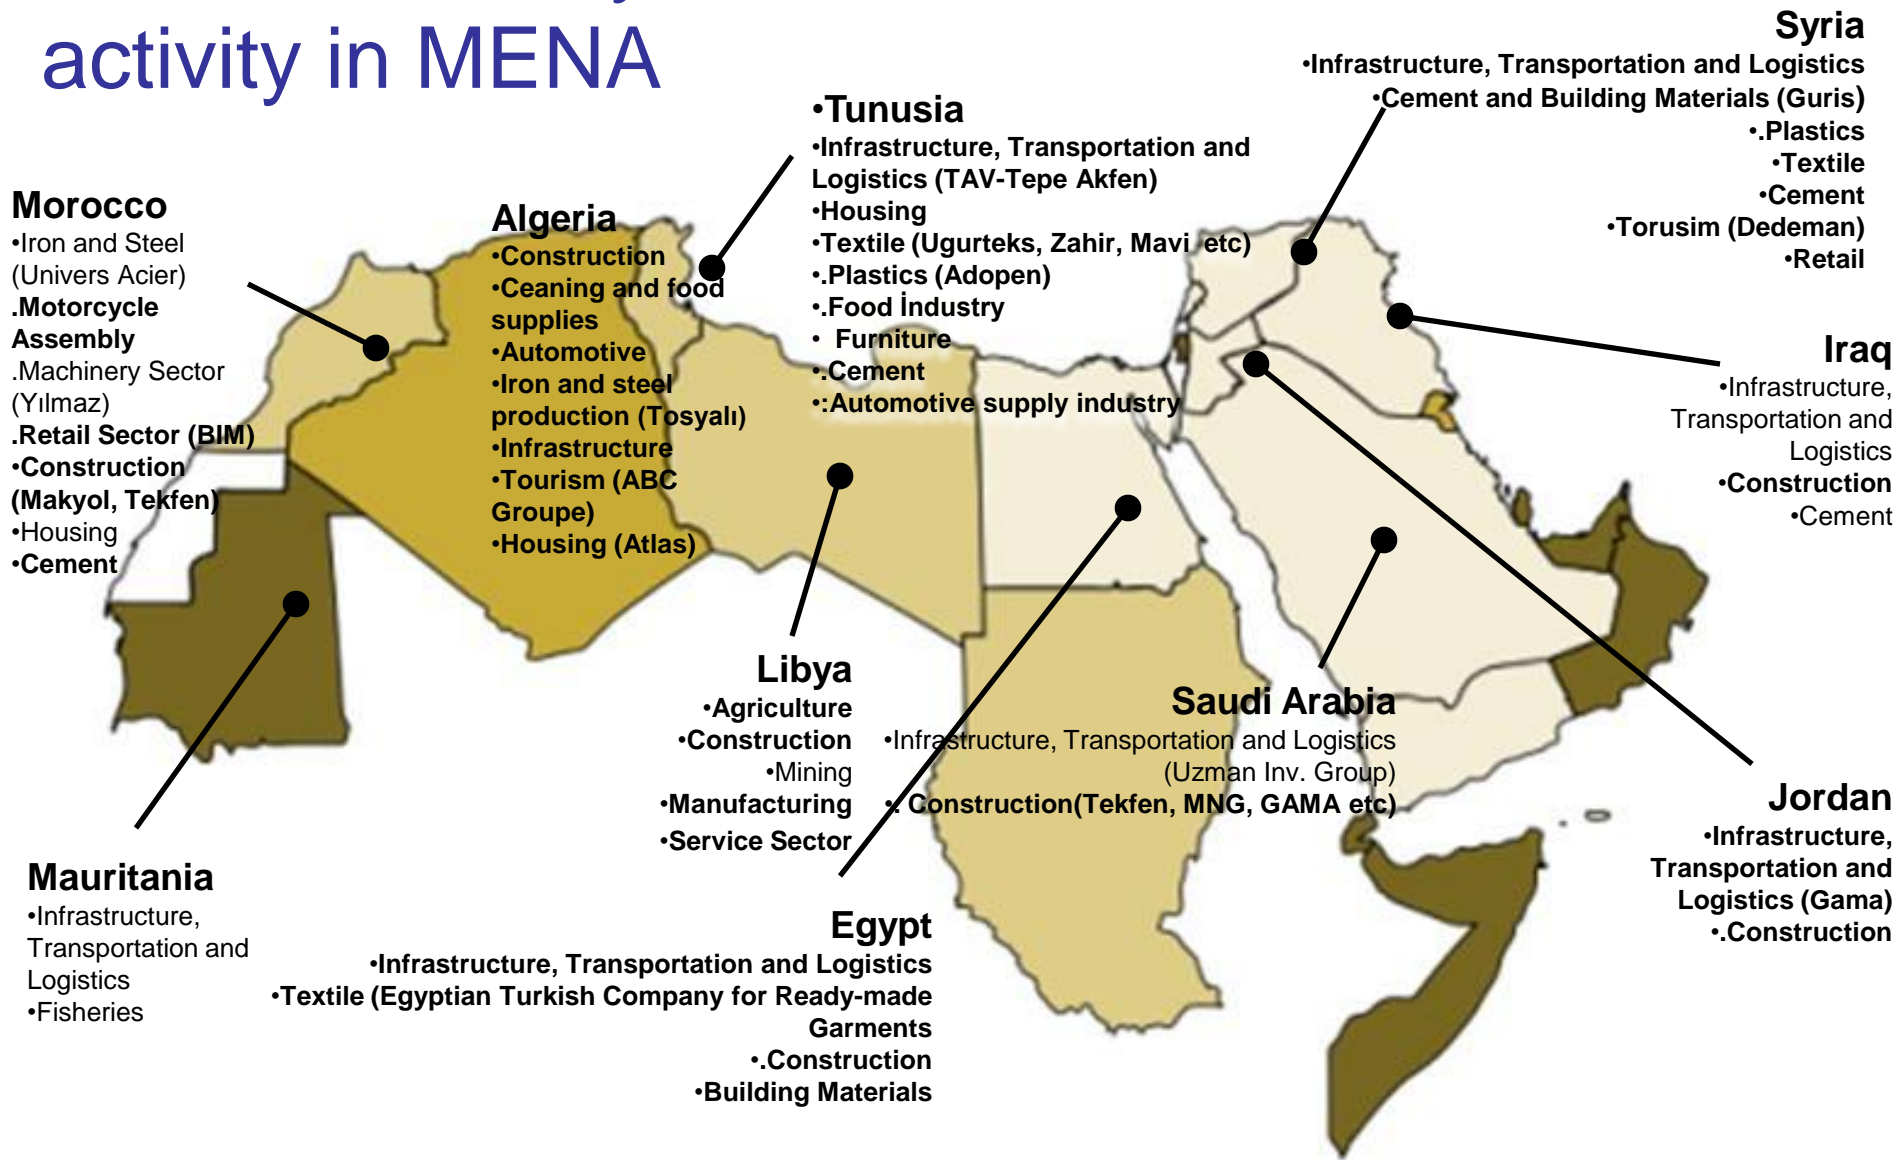 activity in MENA
Morocco
•Iron and Steel
(Univers Acier)
.Motorcycle
Assembly
.Machinery Sector
(Yılmaz)
.Retail Sector (BIM)
•Construction
(Makyol, Tekfen)
•Housing
•Cement
Algeria
•Construction
•Ceaning and food
supplies
•Automotive
•Iron and steel
production (Tosyalı)
•Infrastructure
•Tourism (ABC
Groupe)
•Housing (Atlas)
•Tunusia
•Infrastructure, Transportation and
Logistics (TAV-Tepe Akfen)
•Housing
•Textile (Ugurteks, Zahir, Mavi etc)
•.Plastics (Adopen)
•.Food İndustry
• Furniture
•.Cement
•:Automotive supply industry
Syria
•Infrastructure, Transportation and Logistics
•Cement and Building Materials (Guris)
•.Plastics
•Textile
•Cement
•Torusim (Dedeman)
•Retail
Iraq
•Infrastructure,
Transportation and
Logistics
•Construction
•Cement
Libya
•Agriculture
•Construction
•Mining
•Manufacturing
•Service Sector
Saudi Arabia
•Infrastructure, Transportation and Logistics
(Uzman Inv. Group)
•. Construction(Tekfen, MNG, GAMA etc)
Jordan
•Infrastructure,
Transportation and
Logistics (Gama)
•.Construction
Mauritania
•Infrastructure,
Transportation and
Logistics
•Fisheries
Egypt
•Infrastructure, Transportation and Logistics
•Textile (Egyptian Turkish Company for Ready-made
Garments
•.Construction
•Building Materials